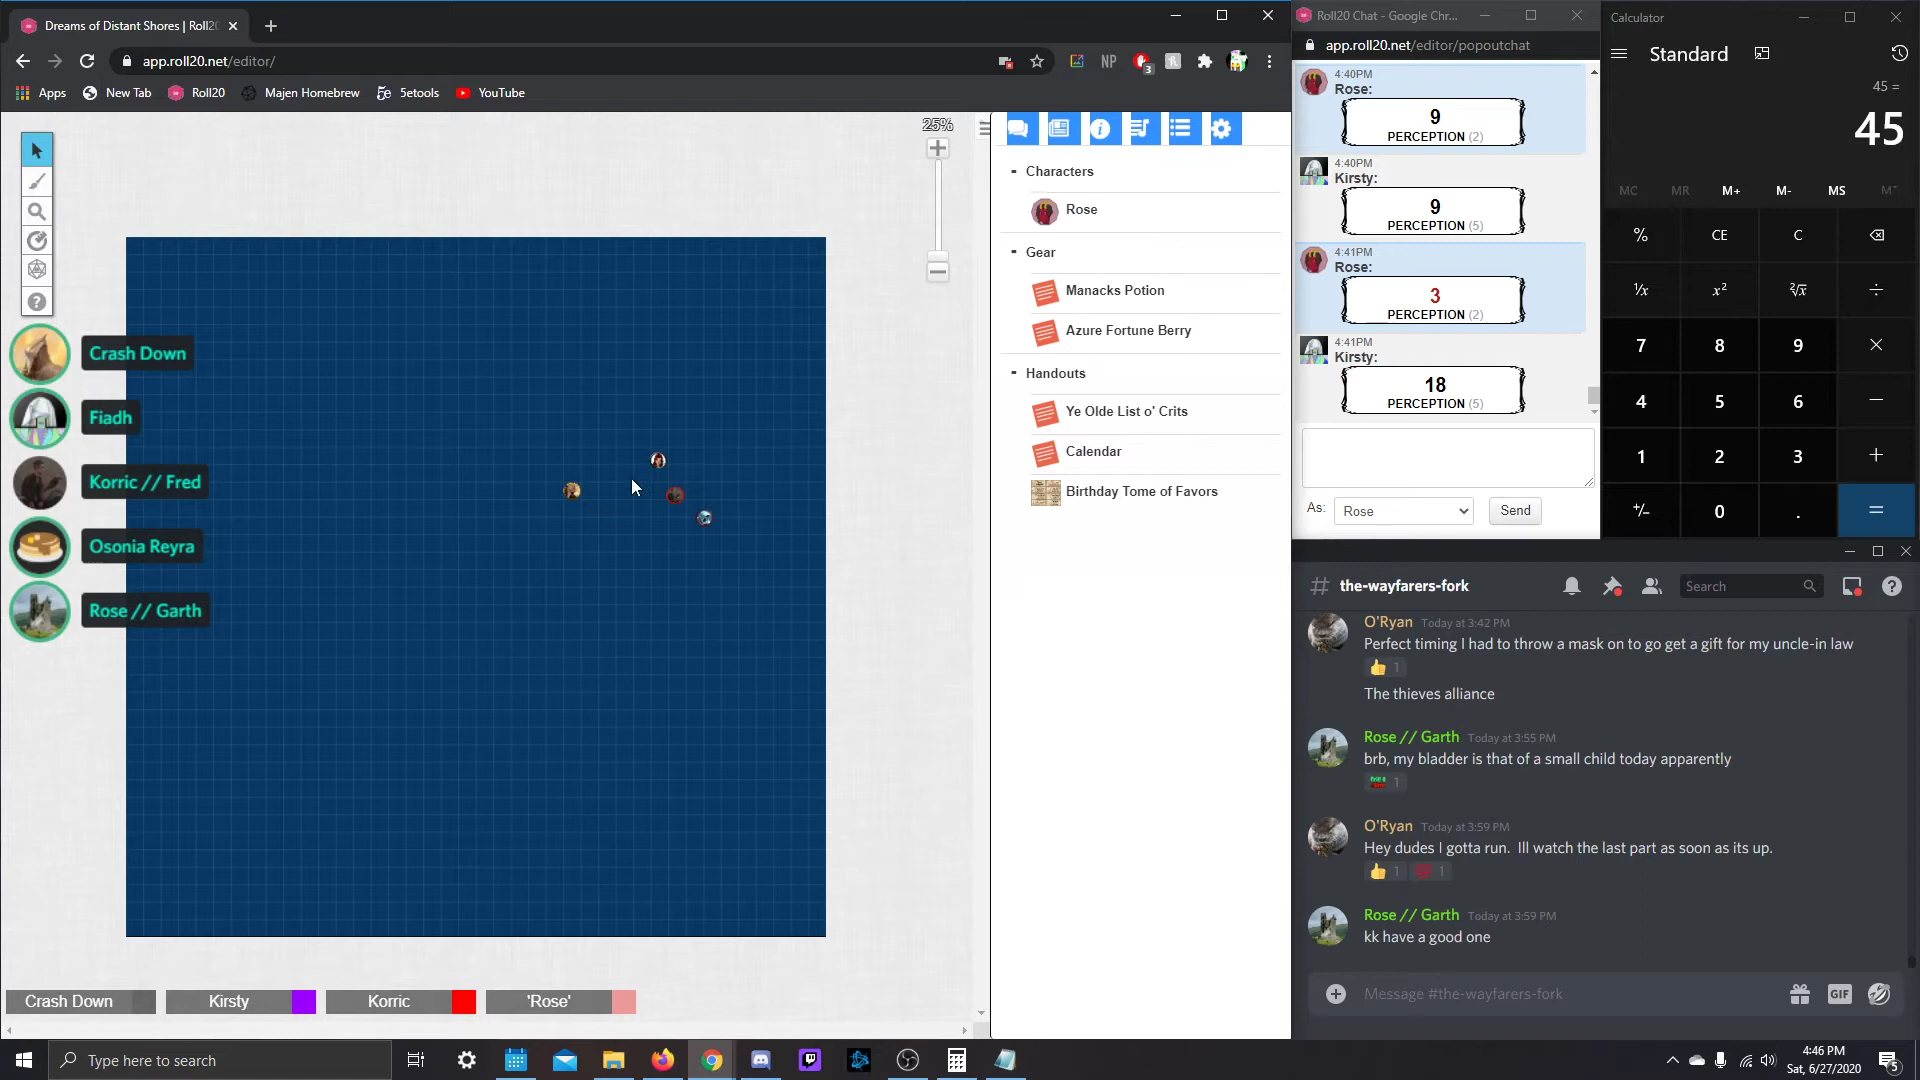 Dreams of Distant Shores | Roll20
app.roll20.net/editor/
NP
3
Apps
New Tab
Roll20
Majen Homebrew
5etools
YouTube
25%
Crash Down
Fiadh
Korric // Fred
Osonia Reyra
Rose // Garth
Crash Down
Kirsty
Korric
'Rose'
Characters
Rose
Gear
Manacks Potion
Azure Fortune Berry
Handouts
Ye Olde List o' Crits
Calendar
Birthday Tome of Favors
Roll20 Chat - Google Chr...
app.roll20.net/editor/popoutchat
4:40PM
Rose:
9
PERCEPTION (2)
4:40PM
Kirsty:
9
PERCEPTION (5)
4:41PM
Rose:
3
PERCEPTION (2)
4:41PM
Kirsty:
18
PERCEPTION (5)
As: Rose Send
Calculator
Standard
45 =
45
MC MR M+ M- MS M˅
% CE C
¹/x x² ²√x ÷
7 8 9 ×
4 5 6 −
1 2 3 +
+/− 0 . =
# the-wayfarers-fork
Search
O'Ryan Today at 3:42 PM
Perfect timing I had to throw a mask on to go get a gift for my uncle-in law
1
The thieves alliance
Rose // Garth Today at 3:55 PM
brb, my bladder is that of a small child today apparently
1
O'Ryan Today at 3:59 PM
Hey dudes I gotta run. Ill watch the last part as soon as its up.
1 1
Rose // Garth Today at 3:59 PM
kk have a good one
Message #the-wayfarers-fork
GIF
Type here to search
4:46 PM
Sat, 6/27/2020
5